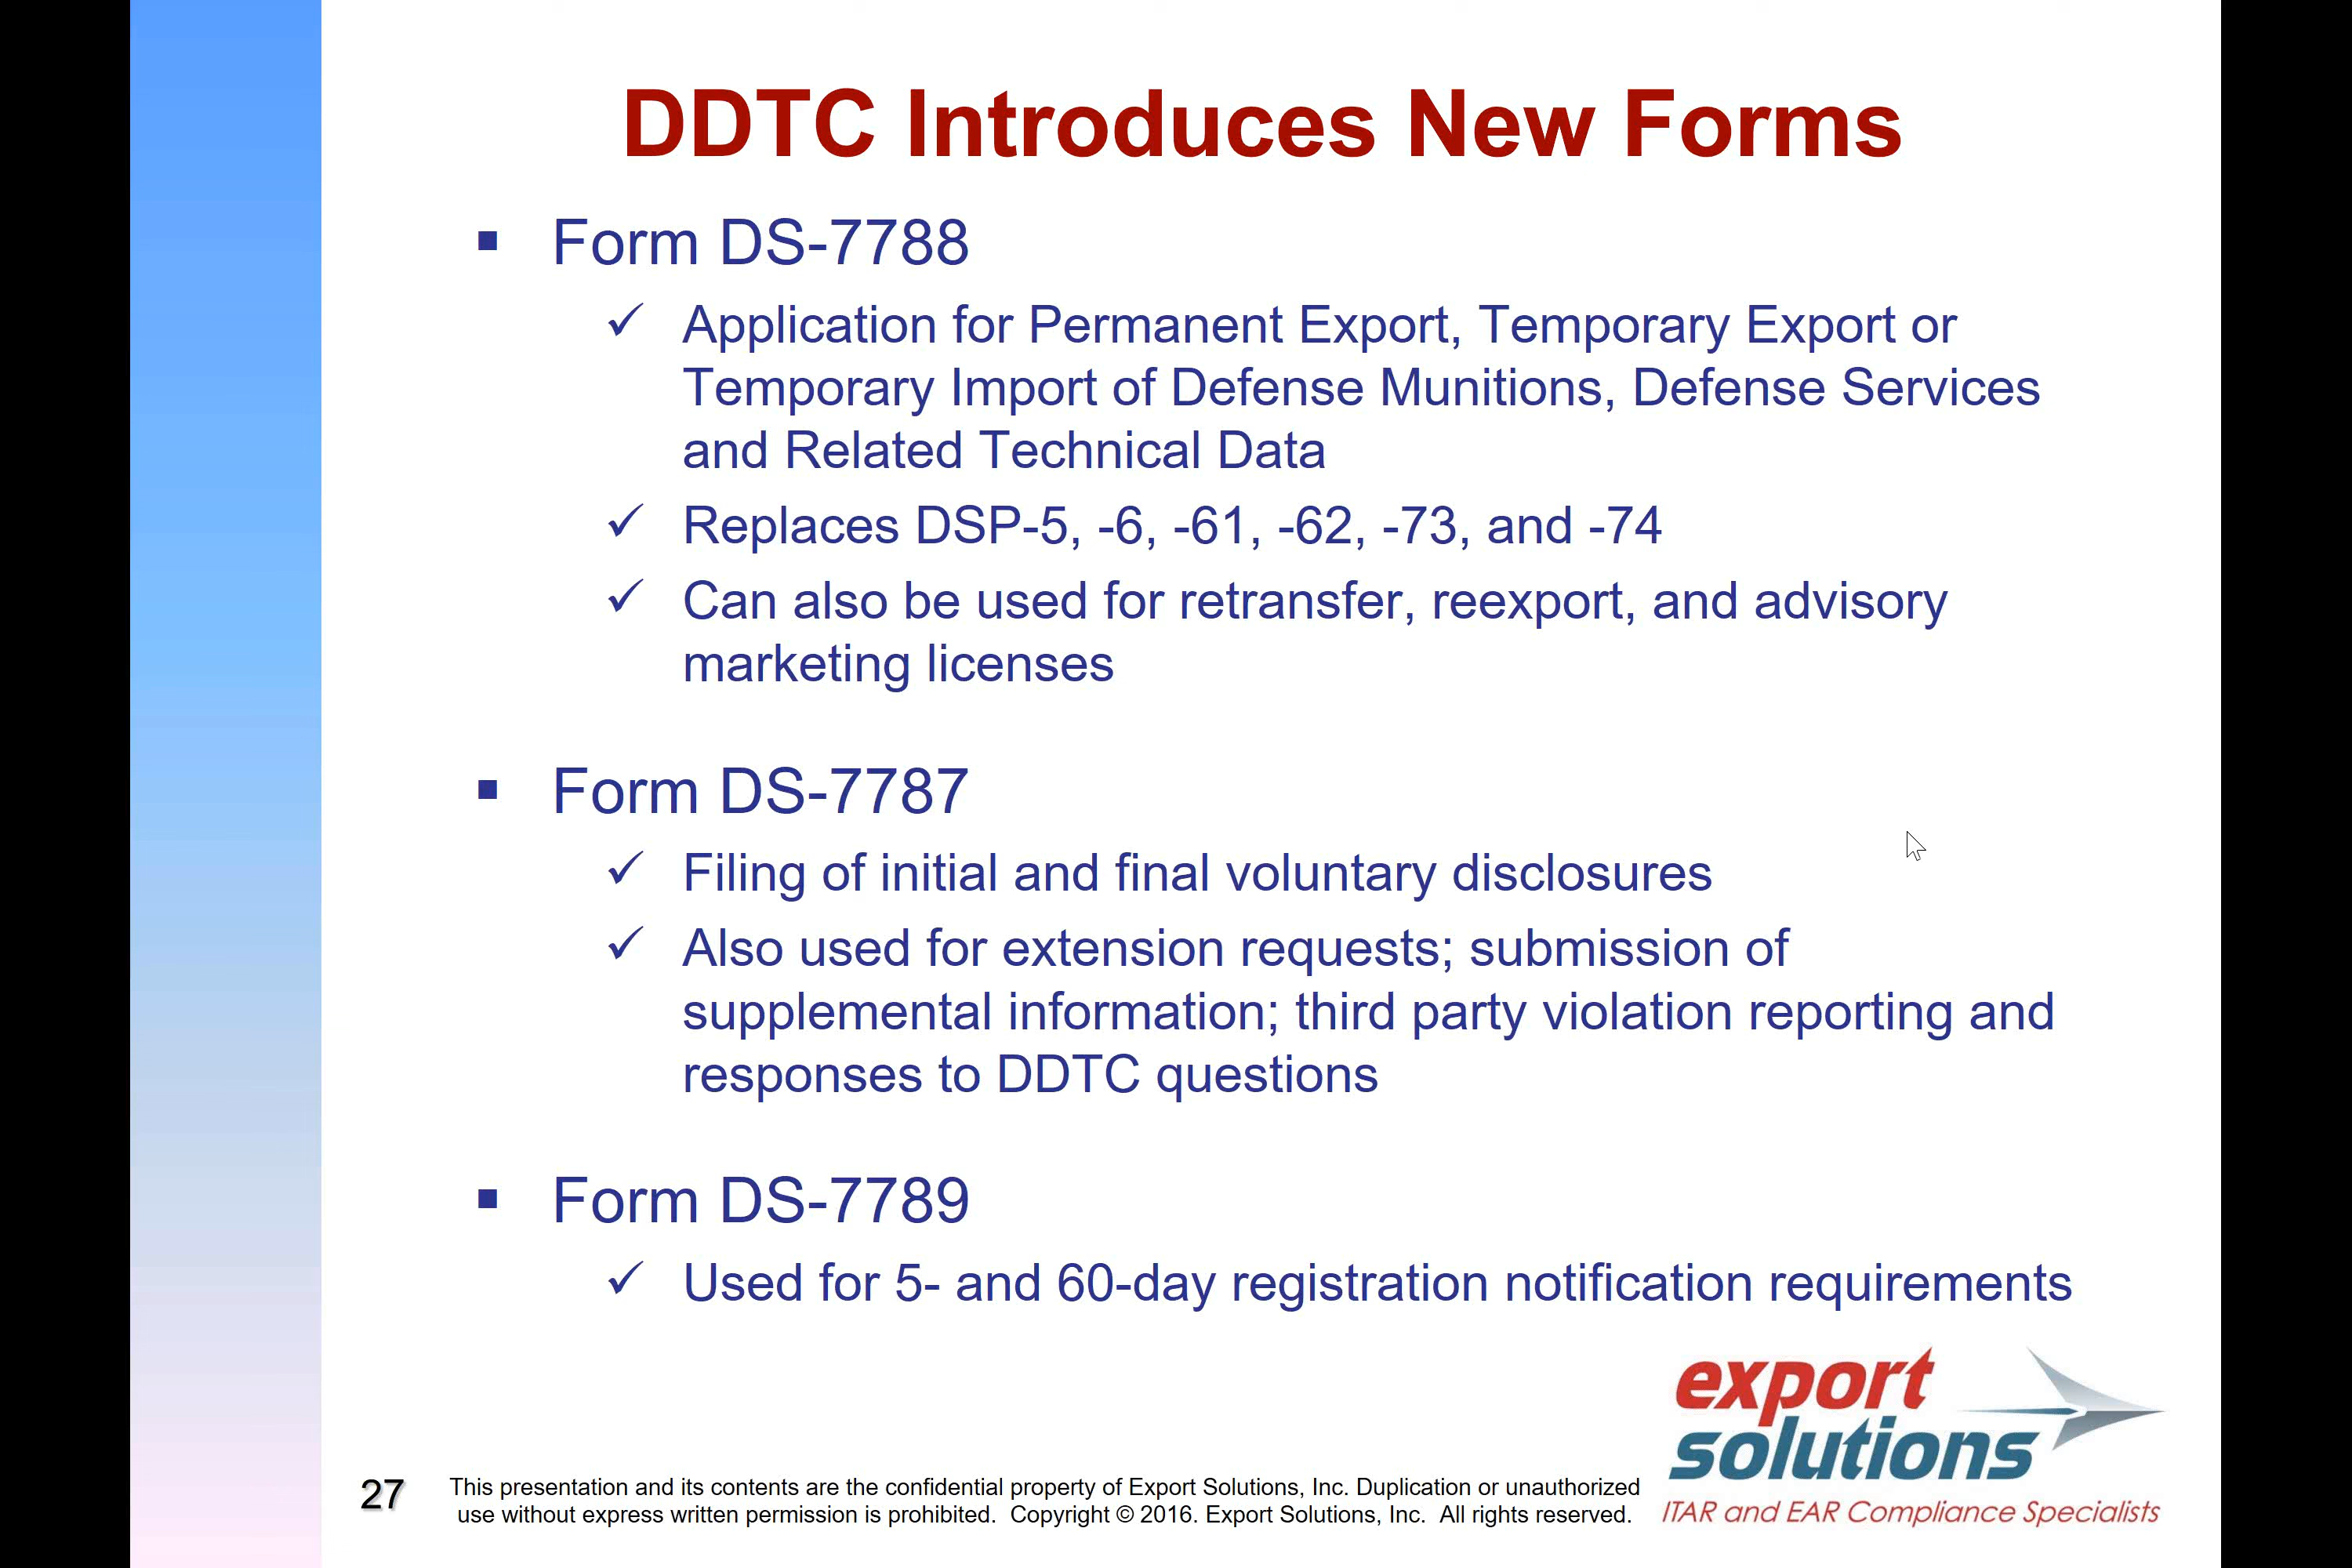 DDTC Introduces New Forms
▪ Form DS-7788
✓ Application for Permanent Export, Temporary Export or
Temporary Import of Defense Munitions, Defense Services
and Related Technical Data
✓ Replaces DSP-5, -6, -61, -62, -73, and -74
✓ Can also be used for retransfer, reexport, and advisory
marketing licenses
▪ Form DS-7787
✓ Filing of initial and final voluntary disclosures
✓ Also used for extension requests; submission of
supplemental information; third party violation reporting and
responses to DDTC questions
▪ Form DS-7789
✓ Used for 5- and 60-day registration notification requirements
export
solutions
ITAR and EAR Compliance Specialists
27
This presentation and its contents are the confidential property of Export Solutions, Inc. Duplication or unauthorized
use without express written permission is prohibited. Copyright © 2016. Export Solutions, Inc. All rights reserved.